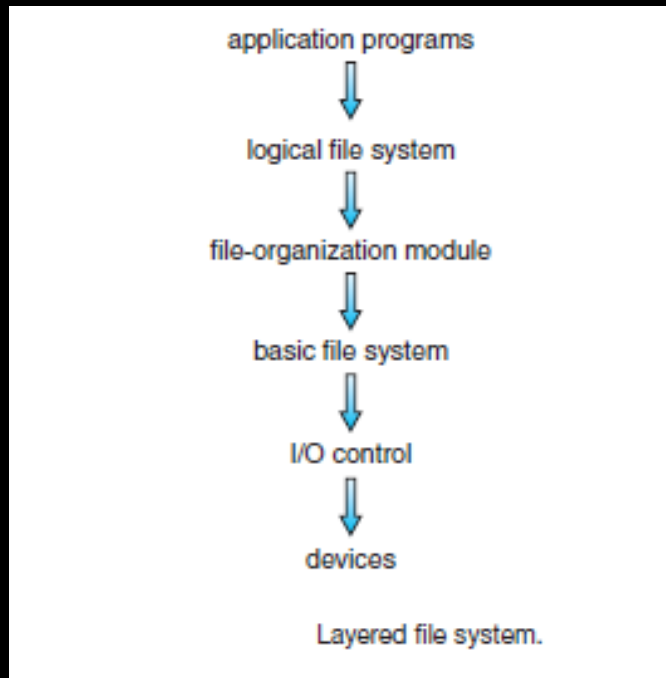 application programs
logical file system
file-organization module
basic file system
I/O control
devices
Layered file system.